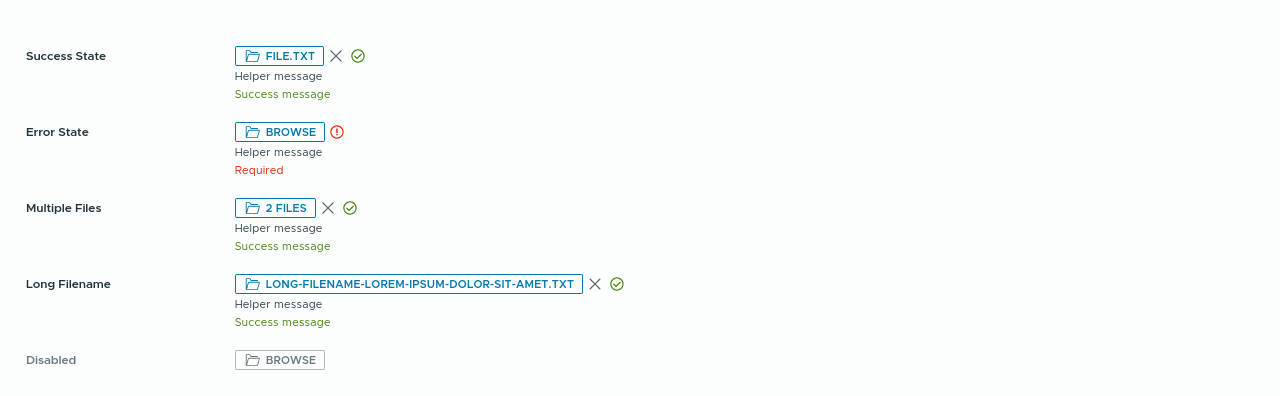 Success State
FILE.TXT
Helper message
Success message
Error State
BROWSE
Helper message
Required
Multiple Files
2 FILES
Helper message
Success message
Long Filename
LONG-FILENAME-LOREM-IPSUM-DOLOR-SIT-AMET.TXT
Helper message
Success message
Disabled
BROWSE